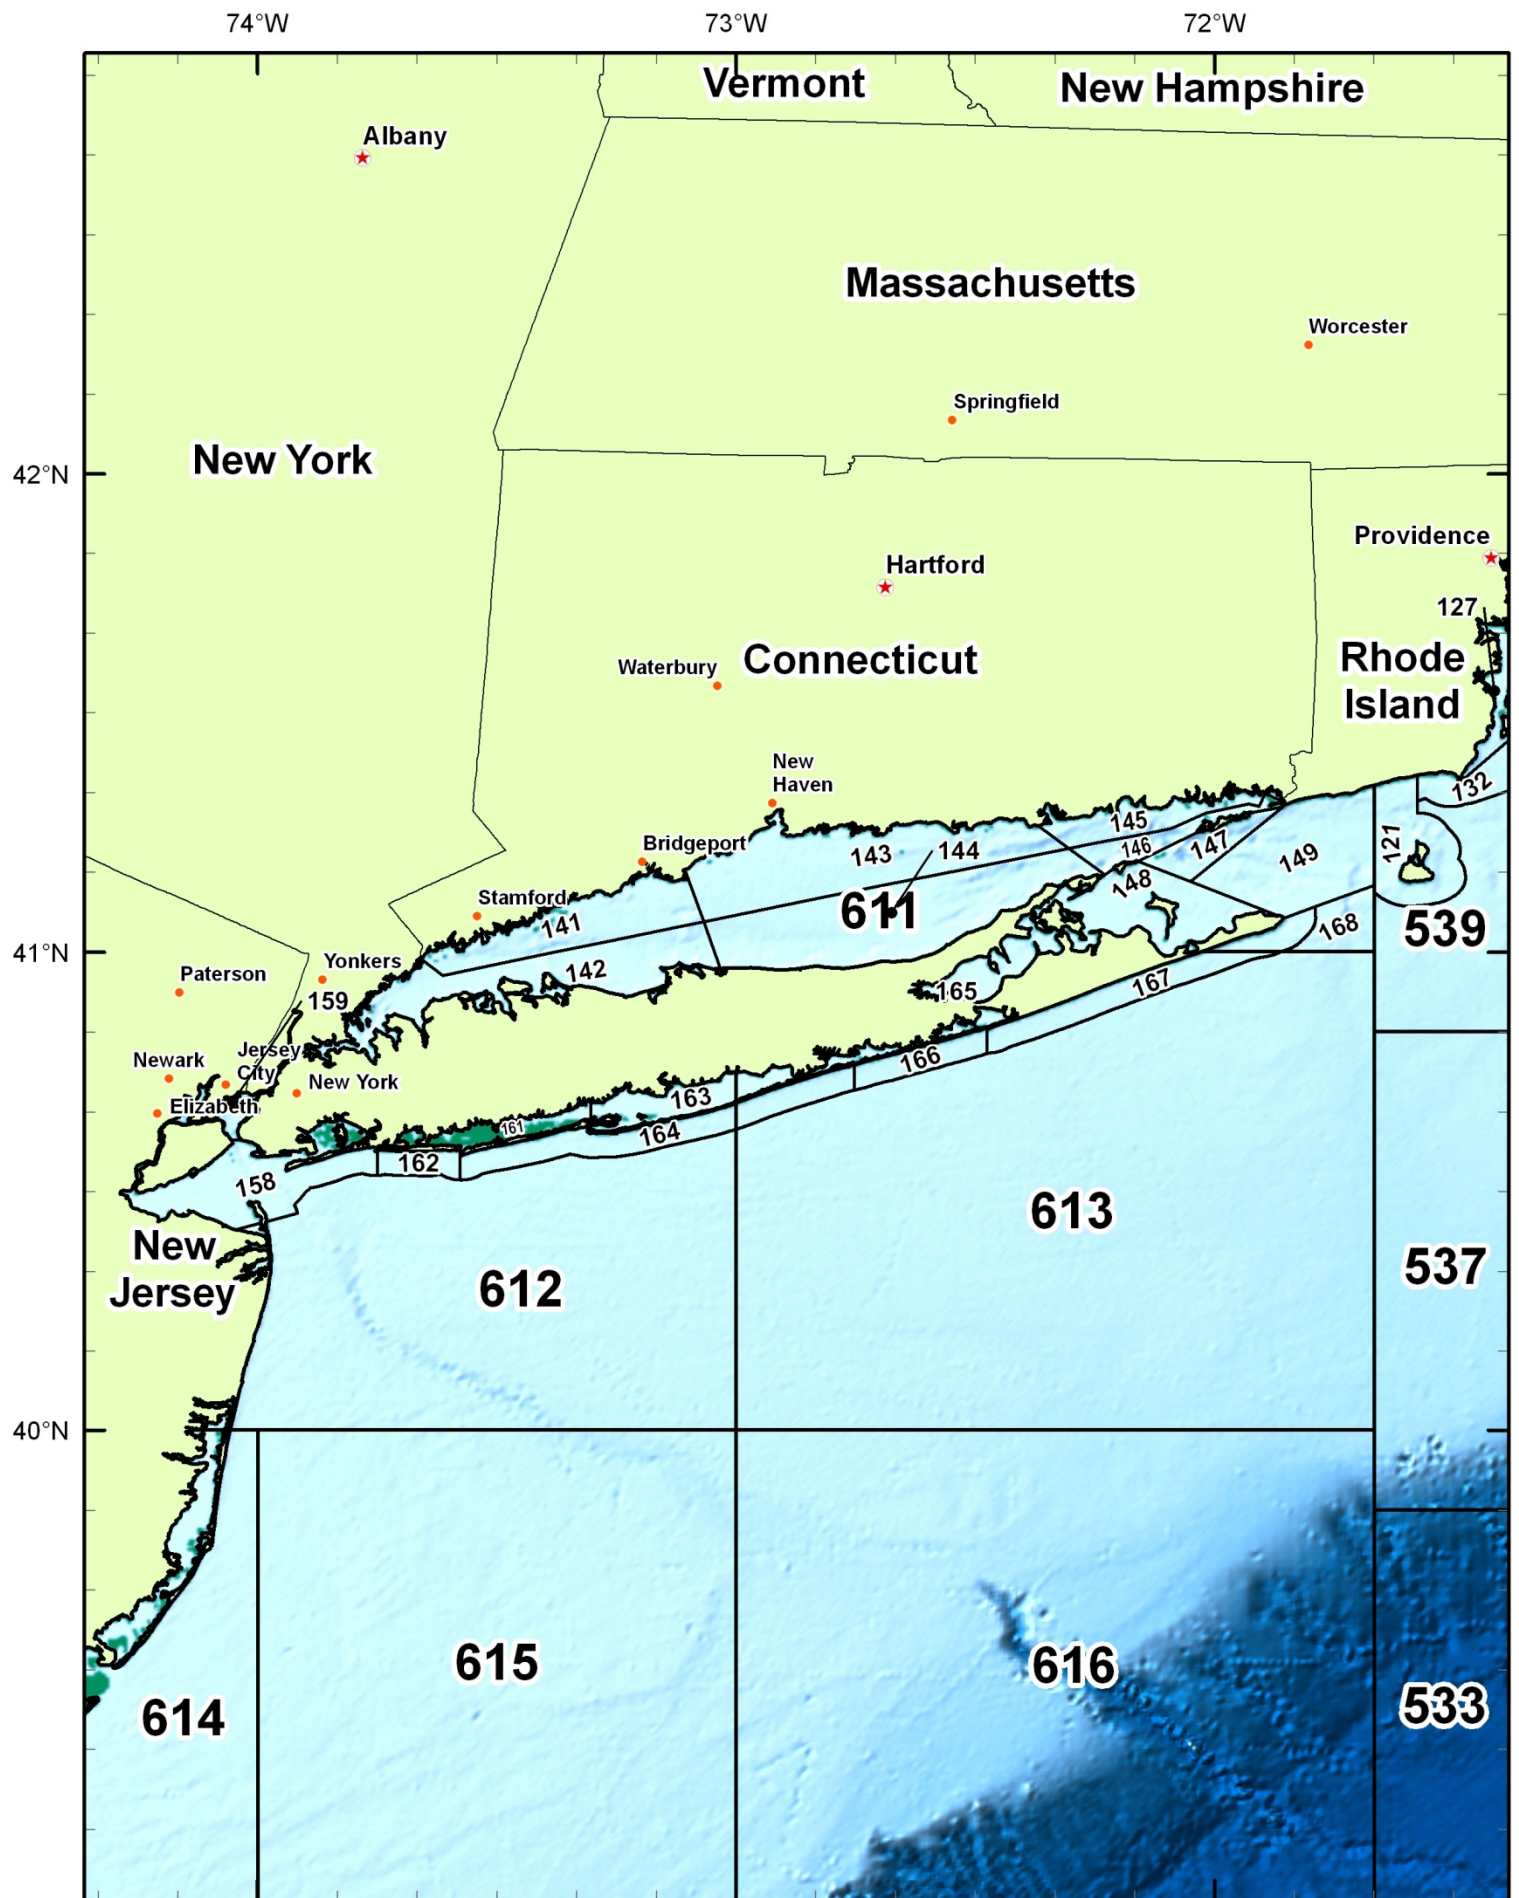 74°W
73°W
72°W
Vermont
New Hampshire
Albany
Massachusetts
Worcester
Springfield
New York
42°N
Providence
Hartford
127
Connecticut
Waterbury
Rhode
Island
New
Haven
132
Bridgeport
145
143
144
146
147
149
121
148
Stamford
611
141
168
539
41°N
Yonkers
Paterson
142
159
165
167
Jersey
City
Newark
New York
166
Elizabeth
163
161
164
162
158
613
New
Jersey
612
537
40°N
615
616
614
533